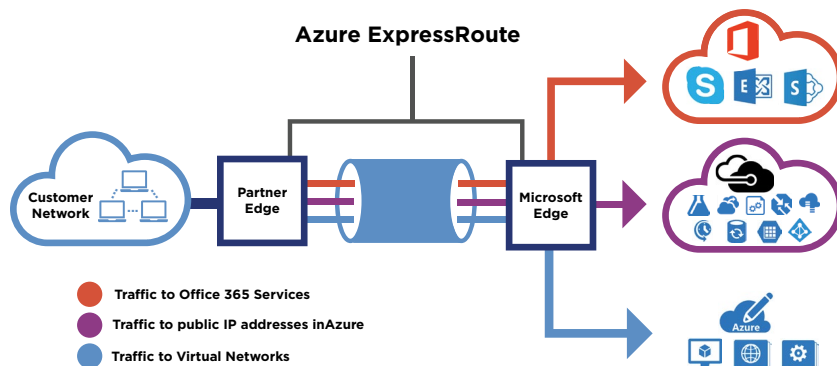 Azure ExpressRoute
Customer
Network
Partner
Edge
Microsoft
Edge
S
E
S
Traffic to Office 365 Services
Traffic to public IP addresses inAzure
Traffic to Virtual Networks
Azure